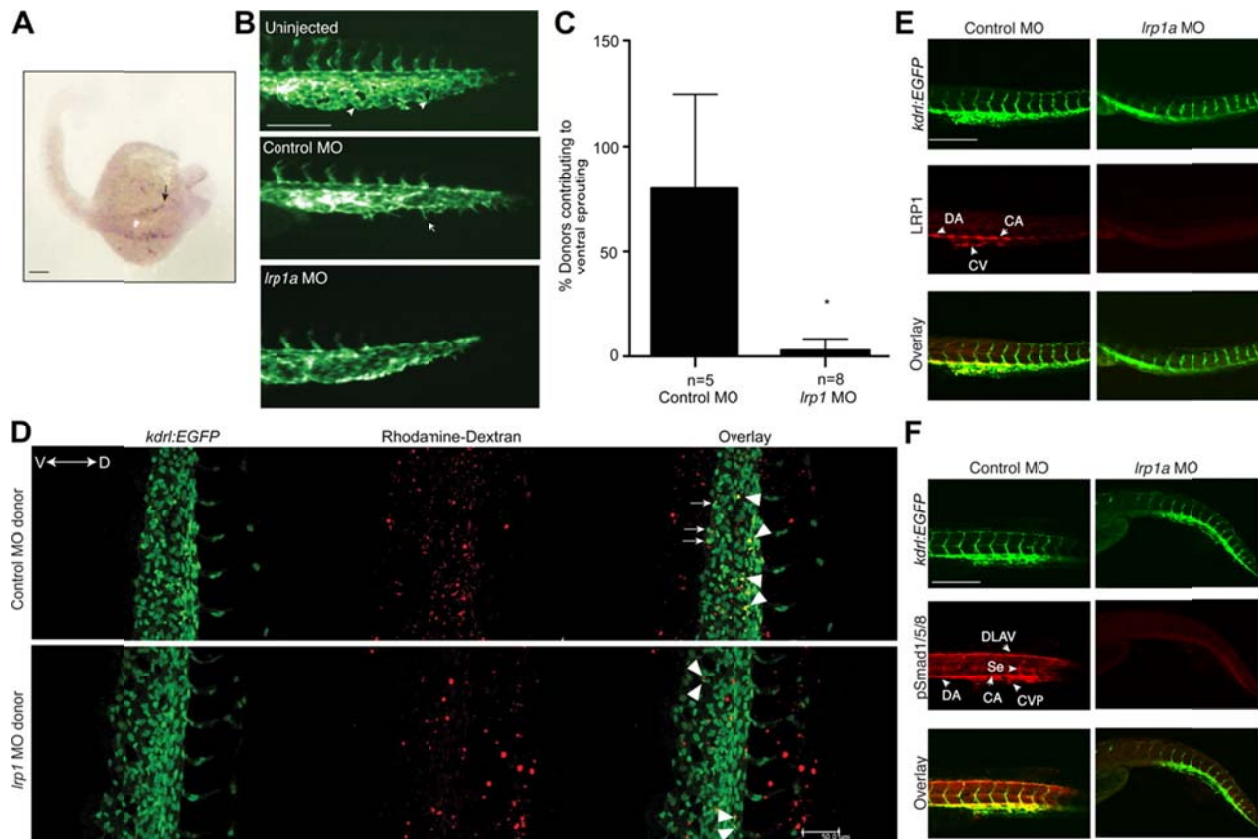 A
B
Uninjected
Control MO
lrp1a MO
C
150
100
50
0
% Donors contributing to
ventral sprouting
*
n=5
Control MO
n=8
lrp1 MO
D
kdrl:EGFP
Rhodamine-Dextran
Overlay
V
D
Control MO donor
lrp1 MO donor
E
Control MO
lrp1a MO
kdrl:EGFP
LRP1
DA
CA
CV
Overlay
F
Control MO
lrp1a MO
kdrl:EGFP
pSmad1/5/8
DLAV
Se
DA
CA
CVP
Overlay